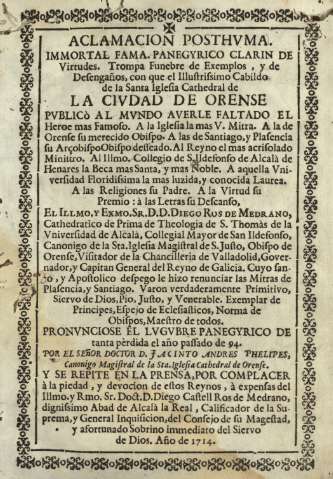 ACLAMACION POSTHVMA.
IMMORTAL FAMA. PANEGYRICO CLARIN DE
Virtudes. Trompa Funebre de Exemplos, y de
Desengaños, con que el Illustrisimo Cabildo
de la Santa Iglesia Cathedral de
LA CIVDAD DE ORENSE
PVBLICÒ AL MVNDO AVERLE FALTADO EL
Heroe mas Famoso. A la Iglesia la mas V. Mitra. A la de
Orense su merecido Obispo. A las de Santiago, y Plasencia
su Arçobispo Obispo deseado. Al Reyno el mas acrisolado
Ministro. Al Illmo. Collegio de S. Ildefonso de Alcalà de
Henares la Beca mas Santa, y mas Noble. A aquella Vni-
versidad Floridissima la mas luzida, y conocida Laurea.
A las Religiones su Padre. A la Virtud su
Premio: à las Letras su Descanso,
EL ILLMO, Y EXMO, SR. D. D. DIEGO ROS DE MEDRANO,
Cathedratico de Prima de Theologia de S. Thomas de la
Vniversidad de Alcalà, Collegial Mayor de San Ildefonso,
Canonigo de la Sta. Iglesia Magistral de S. Justo, Obispo de
Orense, Visitador de la Chancilleria de Valladolid, Gover-
nador, y Capitan General del Reyno de Galicia. Cuyo san-
to, y Apostolico despego le hizo renunciar las Mitras de
Plasencia, y Santiago. Varon verdaderamente Primitivo,
Siervo de Dios, Pio, Justo, y Venerable. Exemplar de
Principes, Espejo de Eclesiasticos, Norma de
Obispos, Maestro de todos.
PRONVNCIOSE EL LVGVBRE PANEGYRICO DE
tanta pèrdida el año passado de 94.
POR EL SEÑOR DOCTOR D. JACINTO ANDRES PHELIPES,
Canonigo Magistral de la Sta. Iglesia Cathedral de Orense,
Y SE REPITE EN LA PRENSA, POR COMPLACER
à la piedad, y devocion de estos Reynos, à expensas del
Illmo. y Rmo. Sr. Doct. D. Diego Castell Ros de Medrano,
dignisimo Abad de Alcalà la Real, Calificador de la Su-
prema, y General Inquisicion, del Consejo de su Magestad,
y afortunado Sobrino immediato del Siervo
de Dios. Año de 1714.